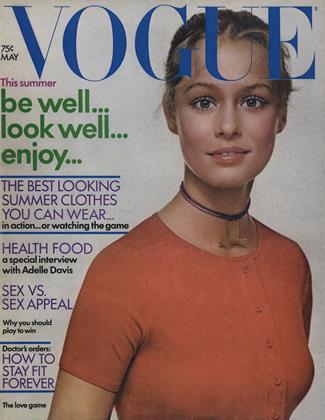 VOGUE
75¢
MAY
This summer
be well...
look well...
enjoy...
THE BEST LOOKING
SUMMER CLOTHES
YOU CAN WEAR...
in action...or watching the game
HEALTH FOOD
a special interview
with Adelle Davis
SEX VS.
SEX APPEAL
Why you should
play to win
Doctor's orders:
HOW TO
STAY FIT
FOREVER
The love game